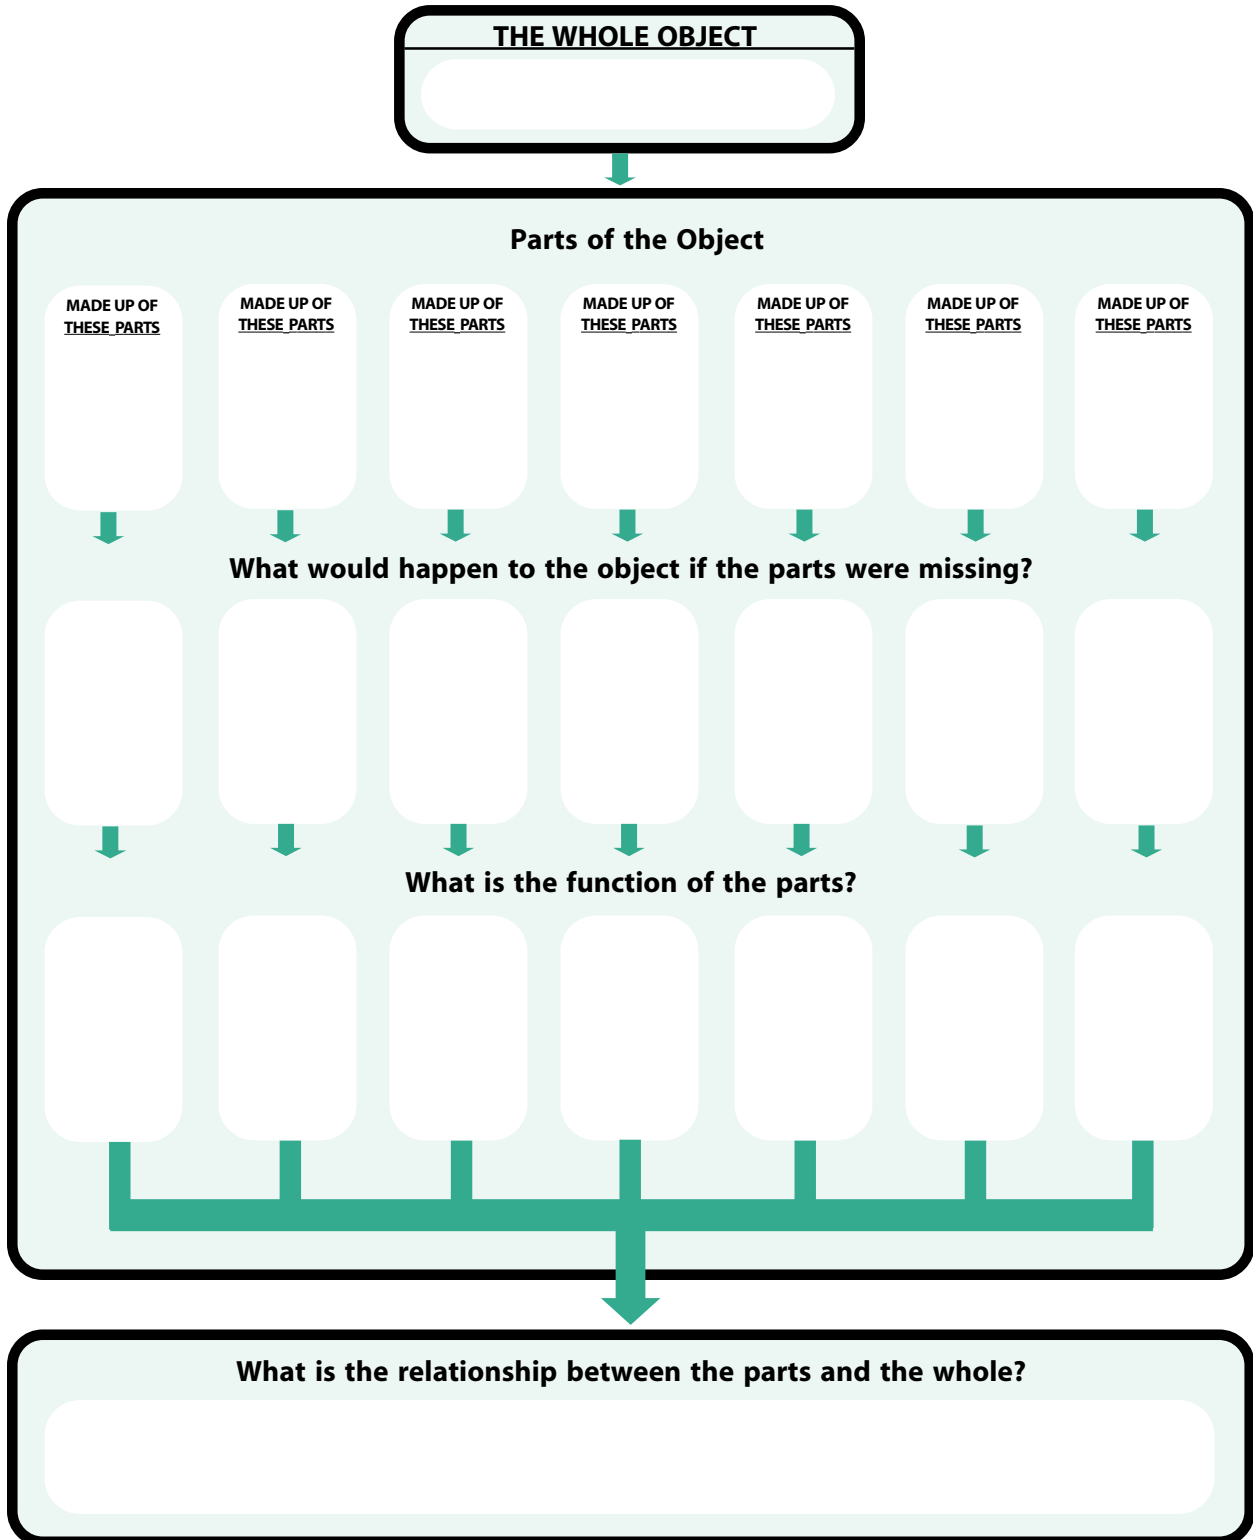 THE WHOLE OBJECT
Parts of the Object
MADE UP OF
THESE PARTS
MADE UP OF
THESE PARTS
MADE UP OF
THESE PARTS
MADE UP OF
THESE PARTS
MADE UP OF
THESE PARTS
MADE UP OF
THESE PARTS
MADE UP OF
THESE PARTS
What would happen to the object if the parts were missing?
What is the function of the parts?
What is the relationship between the parts and the whole?